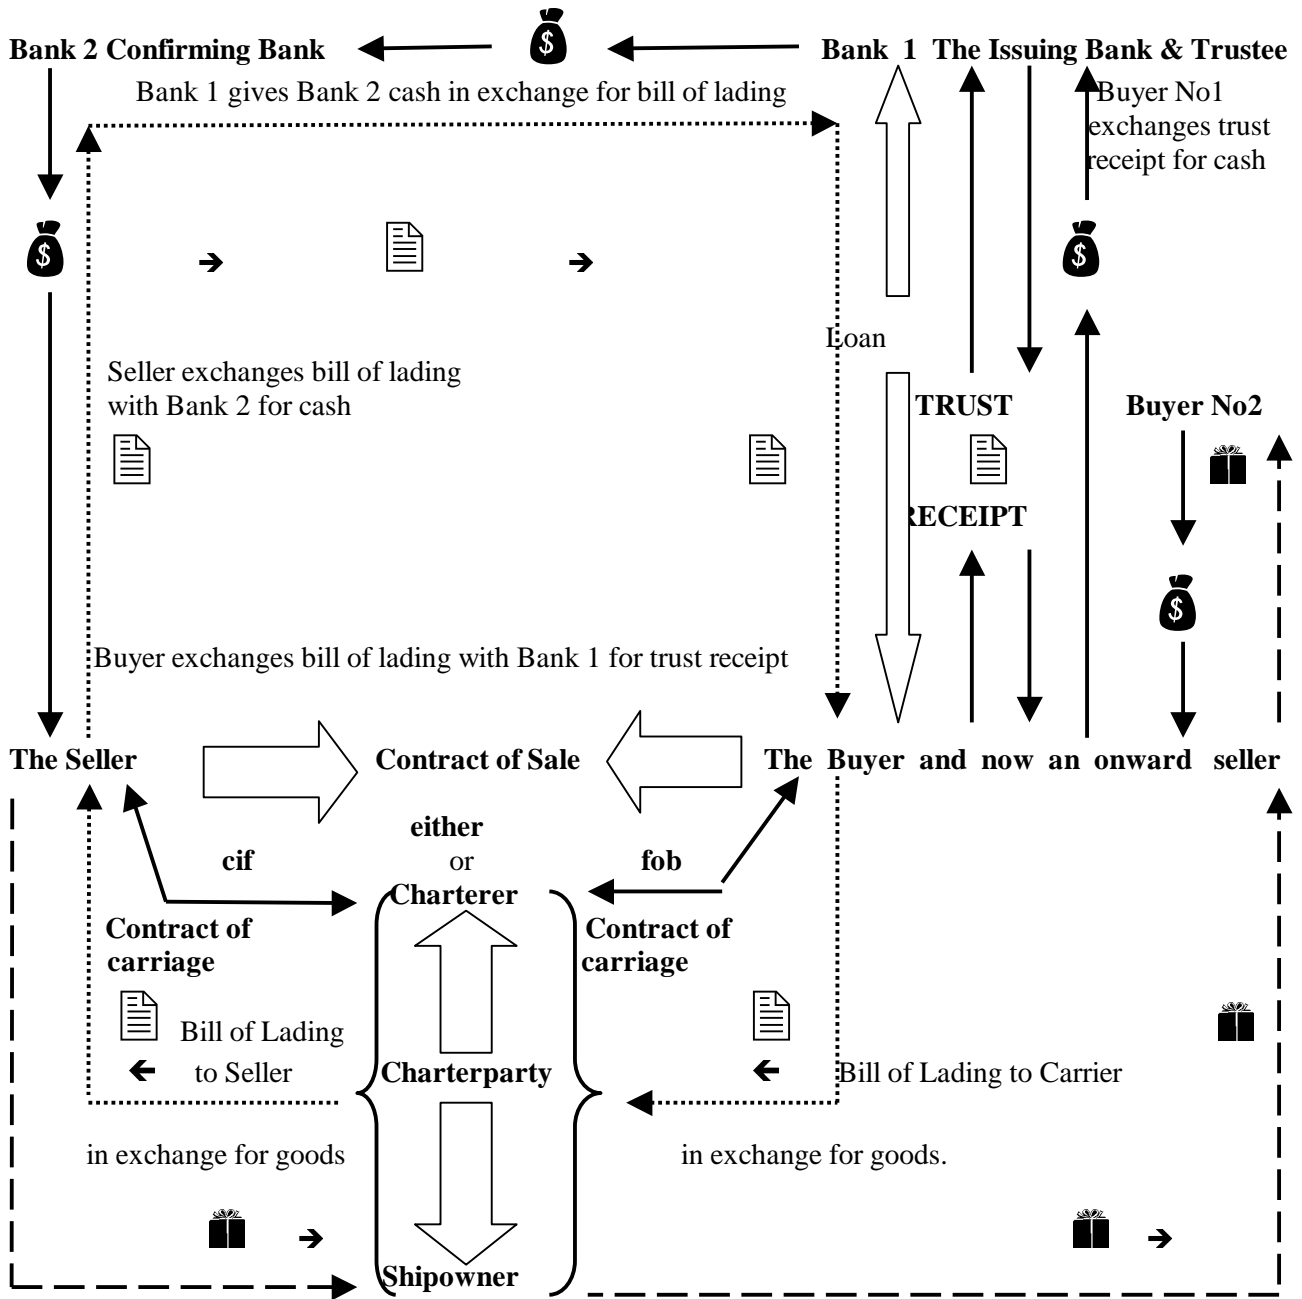 Bank 2 Confirming Bank
Bank 1 The Issuing Bank & Trustee
Bank 1 gives Bank 2 cash in exchange for bill of lading
Buyer No1
exchanges trust
receipt for cash
Loan
Seller exchanges bill of lading
with Bank 2 for cash
TRUST
RECEIPT
Buyer No2
Buyer exchanges bill of lading with Bank 1 for trust receipt
The Seller
Contract of Sale
The Buyer and now an onward seller
either
or
cif
fob
Charterer
Contract of
carriage
Contract of
carriage
Bill of Lading
to Seller
Charterparty
Bill of Lading to Carrier
in exchange for goods
in exchange for goods.
Shipowner